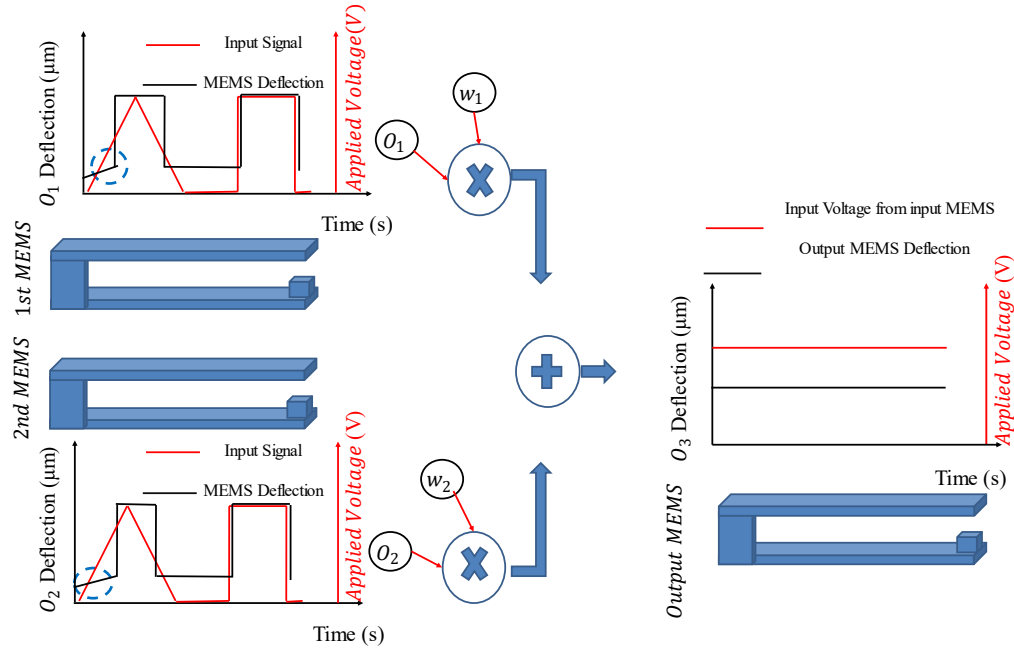 Input Signal
MEMS Deflection
O₁ Deflection (μm)
Applied Voltage(V)
Time (s)
1st MEMS
w₁
O₁
2nd MEMS
Input Signal
MEMS Deflection
O₂ Deflection (μm)
Applied Voltage (V)
Time (s)
w₂
O₂
Input Voltage from input MEMS
Output MEMS Deflection
O₃ Deflection (μm)
Applied Voltage (V)
Time (s)
Output MEMS